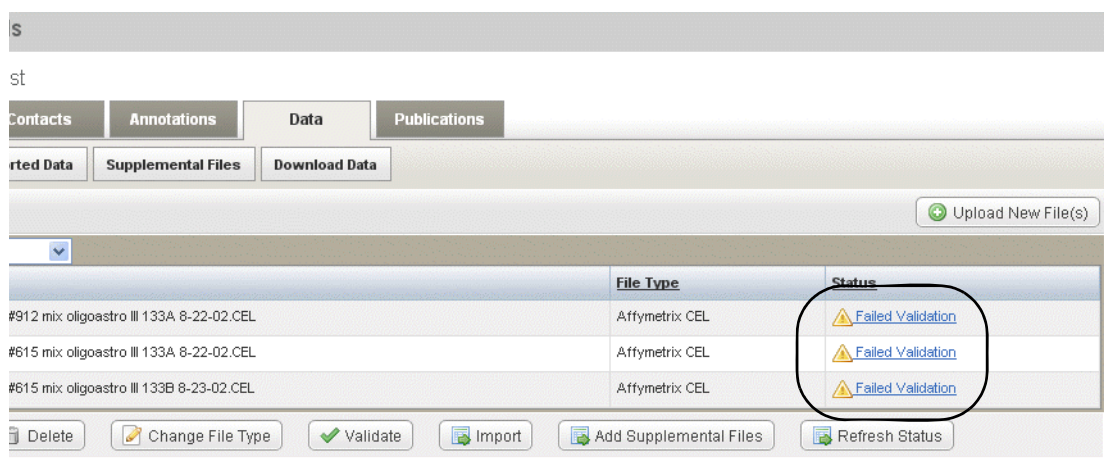 ls
st
Contacts Annotations Data Publications
rted Data Supplemental Files Download Data
Upload New File(s)
File Type Status
#912 mix oligoastro III 133A 8-22-02.CEL Affymetrix CEL Failed Validation
#615 mix oligoastro III 133A 8-22-02.CEL Affymetrix CEL Failed Validation
#615 mix oligoastro III 133B 8-23-02.CEL Affymetrix CEL Failed Validation
Delete Change File Type Validate Import Add Supplemental Files Refresh Status